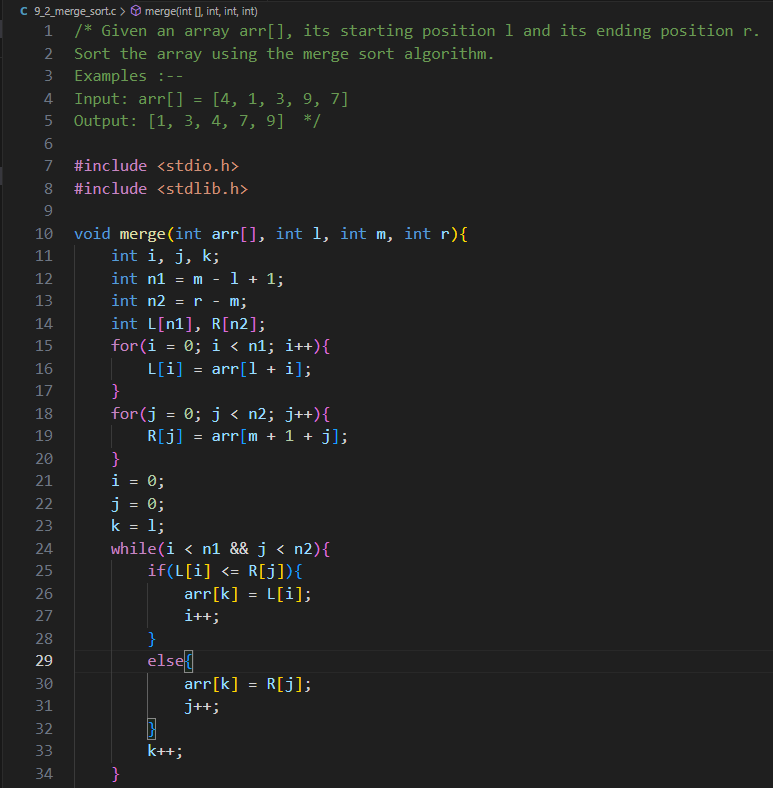 C 9_2_merge_sort.c > merge(int [], int, int, int)
1 /* Given an array arr[], its starting position l and its ending position r.
2 Sort the array using the merge sort algorithm.
3 Examples :--
4 Input: arr[] = [4, 1, 3, 9, 7]
5 Output: [1, 3, 4, 7, 9]  */
6
7 #include <stdio.h>
8 #include <stdlib.h>
9
10 void merge(int arr[], int l, int m, int r){
11     int i, j, k;
12     int n1 = m - l + 1;
13     int n2 = r - m;
14     int L[n1], R[n2];
15     for(i = 0; i < n1; i++){
16         L[i] = arr[l + i];
17     }
18     for(j = 0; j < n2; j++){
19         R[j] = arr[m + 1 + j];
20     }
21     i = 0;
22     j = 0;
23     k = l;
24     while(i < n1 && j < n2){
25         if(L[i] <= R[j]){
26             arr[k] = L[i];
27             i++;
28         }
29         else{
30             arr[k] = R[j];
31             j++;
32         }
33         k++;
34     }